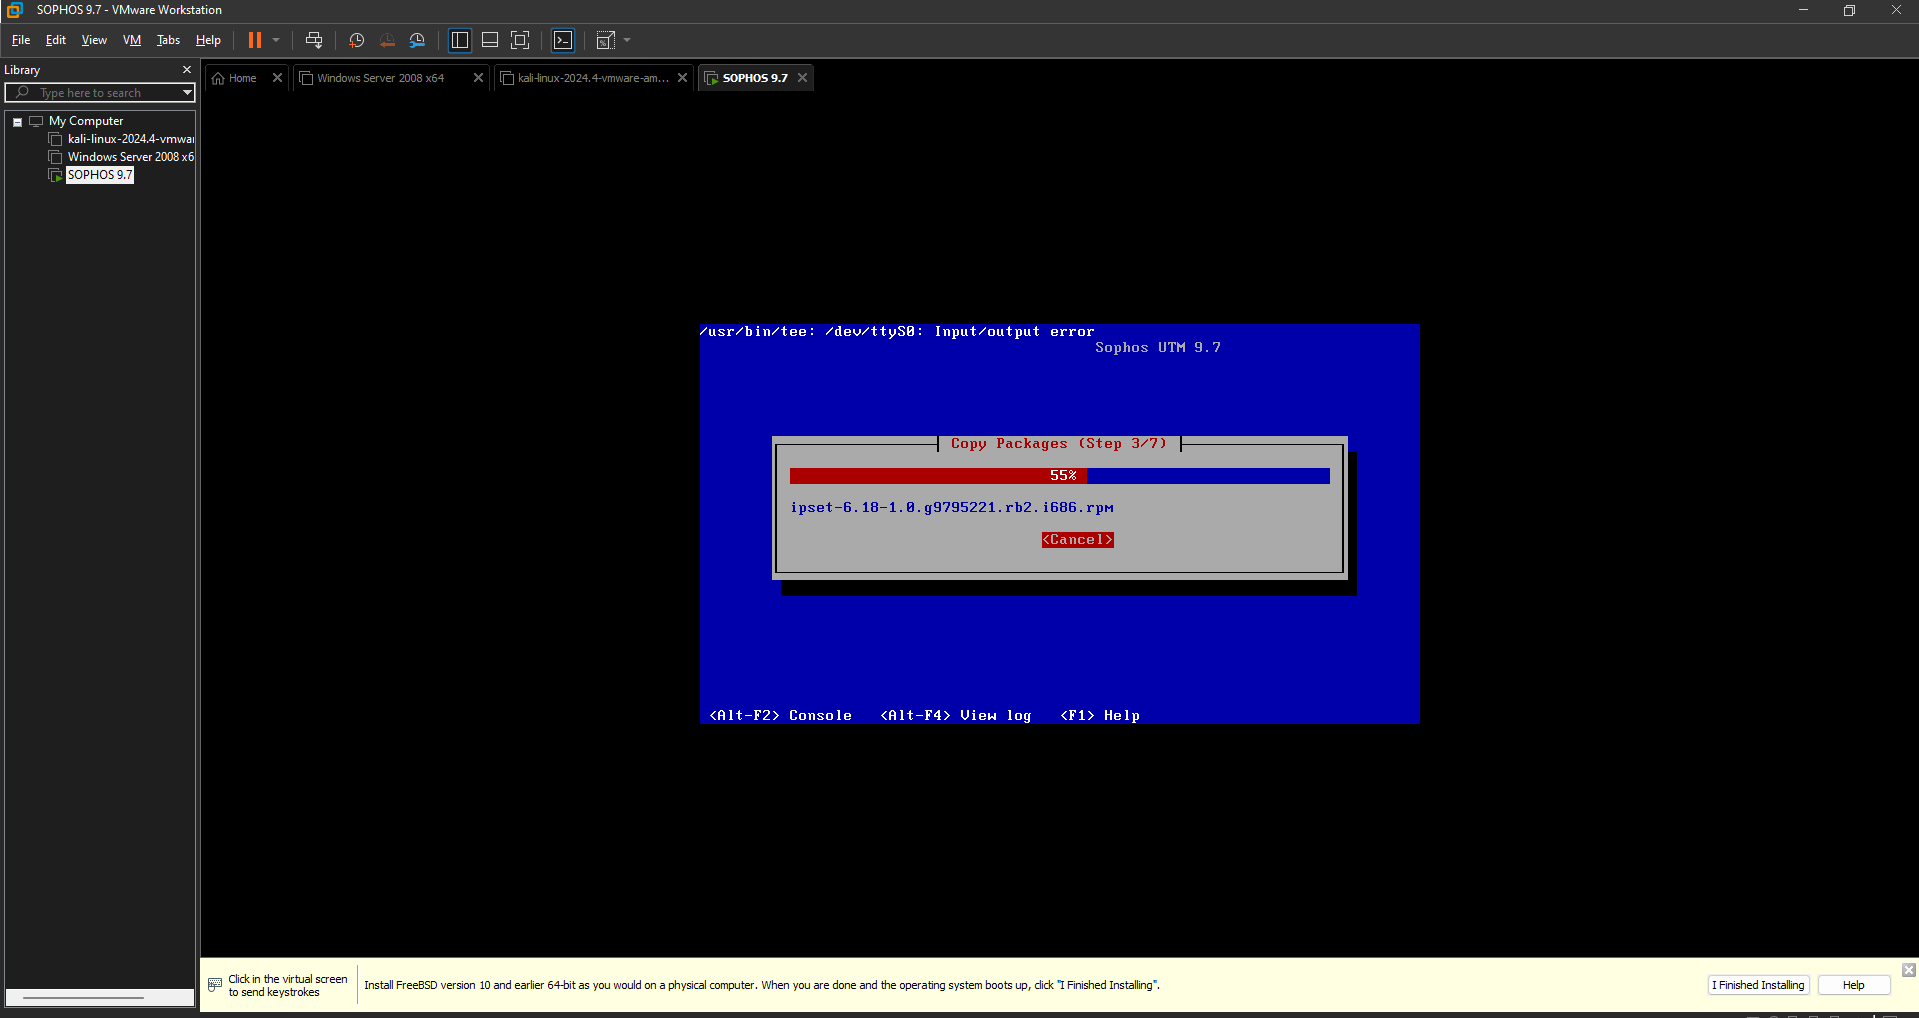 SOPHOS 9.7 - VMware Workstation
File Edit View VM Tabs Help
Library
Type here to search
My Computer
kali-linux-2024.4-vmwar
Windows Server 2008 x6
SOPHOS 9.7
Home
Windows Server 2008 x64
kali-linux-2024.4-vmware-am...
SOPHOS 9.7
/usr/bin/tee: /dev/ttyS0: Input/output error
Sophos UTM 9.7
Copy Packages (Step 3/7)
55%
ipset-6.18-1.0.g9795221.rb2.i686.rpm
<Cancel>
<Alt-F2> Console <Alt-F4> View log <F1> Help
Click in the virtual screen
to send keystrokes
Install FreeBSD version 10 and earlier 64-bit as you would on a physical computer. When you are done and the operating system boots up, click "I Finished Installing".
I Finished Installing
Help